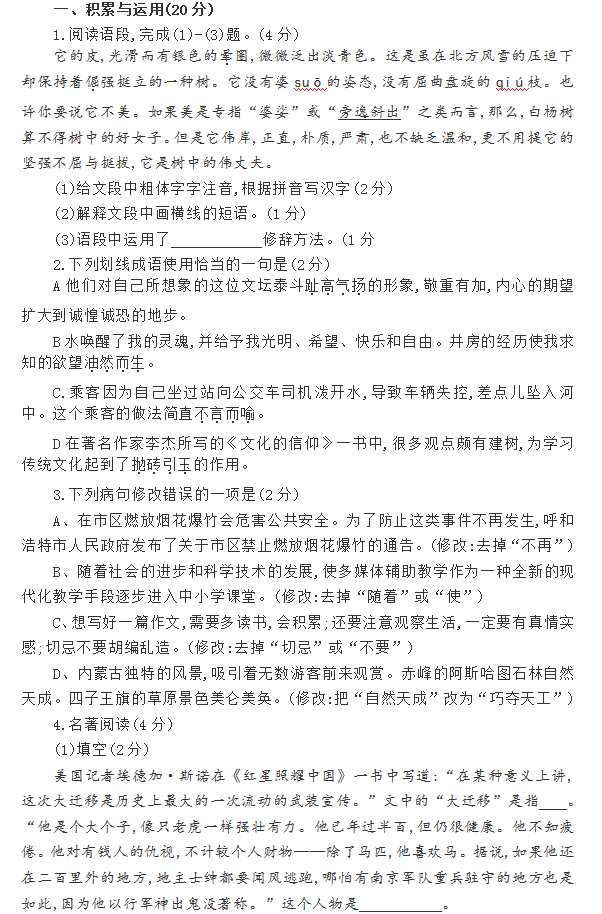 一、积累与运用(20分)
1.阅读语段,完成(1)-(3)题。(4分)
它的皮,光滑而有银色的晕圈,微微泛出淡青色。这是虽在北方风雪的压迫下
却保持着倔强挺立的一种树。它没有婆suō的姿态,没有屈曲盘旋的qiú枝。也
许你要说它不美。如果美是专指“婆娑”或“旁逸斜出”之类而言,那么,白杨树
算不得树中的好女子。但是它伟岸,正直,朴质,严肃,也不缺乏温和,更不用提它的
坚强不屈与挺拔,它是树中的伟丈夫。
(1)给文段中粗体字字注音,根据拼音写汉字(2分)
(2)解释文段中画横线的短语。(1分)
(3)语段中运用了___________修辞方法。(1分
2.下列划线成语使用恰当的一句是(2分)
A他们对自己所想象的这位文坛泰斗趾高气扬的形象,敬重有加,内心的期望
扩大到诚惶诚恐的地步。
B水唤醒了我的灵魂,并给予我光明、希望、快乐和自由。井房的经历使我求
知的欲望油然而生。
C.乘客因为自己坐过站向公交车司机泼开水,导致车辆失控,差点儿坠入河
中。这个乘客的做法简直不言而喻。
D在著名作家李杰所写的《文化的信仰》一书中,很多观点颇有建树,为学习
传统文化起到了抛砖引玉的作用。
3.下列病句修改错误的一项是(2分)
A、在市区燃放烟花爆竹会危害公共安全。为了防止这类事件不再发生,呼和
浩特市人民政府发布了关于市区禁止燃放烟花爆竹的通告。(修改:去掉“不再”)
B、随着社会的进步和科学技术的发展,使多媒体辅助教学作为一种全新的现
代化教学手段逐步进入中小学课堂。(修改:去掉“随着”或“使”)
C、想写好一篇作文,需要多读书,会积累;还要注意观察生活,一定要有真情实
感;切忌不要胡编乱造。(修改:去掉“切忌”或“不要”)
D、内蒙古独特的风景,吸引着无数游客前来观赏。赤峰的阿斯哈图石林自然
天成。四子王旗的草原景色美仑美奂。(修改:把“自然天成”改为“巧夺天工”)
4.名著阅读(4分)
(1)填空(2分)
美国记者埃德加·斯诺在《红星照耀中国》一书中写道:“在某种意义上讲,
这次大迁移是历史上最大的一次流动的武装宣传。”文中的“大迁移”是指___。
“他是个大个子,像只老虎一样强壮有力。他已年过半百,但仍很健康。他不知疲
倦。他对有钱人的仇视,不计较个人财物——除了马匹,他喜欢马。据说,如果他还
在二百里外的地方,地主士绅都要闻风逃跑,哪怕有南京军队重兵驻守的地方也是
如此,因为他以行军神出鬼没著称。”这个人物是__________。